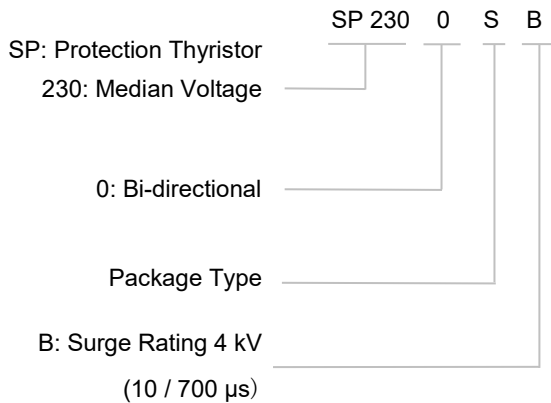 SP 230 0 S B
SP: Protection Thyristor
230: Median Voltage
0: Bi-directional
Package Type
B: Surge Rating 4 kV
(10 / 700 μs）